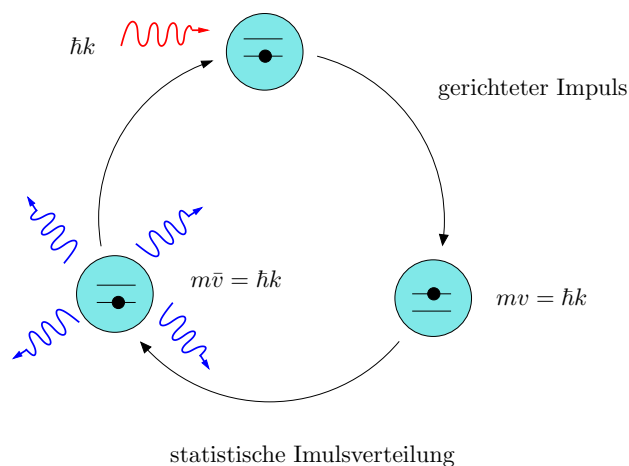 ℏk
gerichteter Impuls
mv̄ = ℏk
mv = ℏk
statistische Imulsverteilung